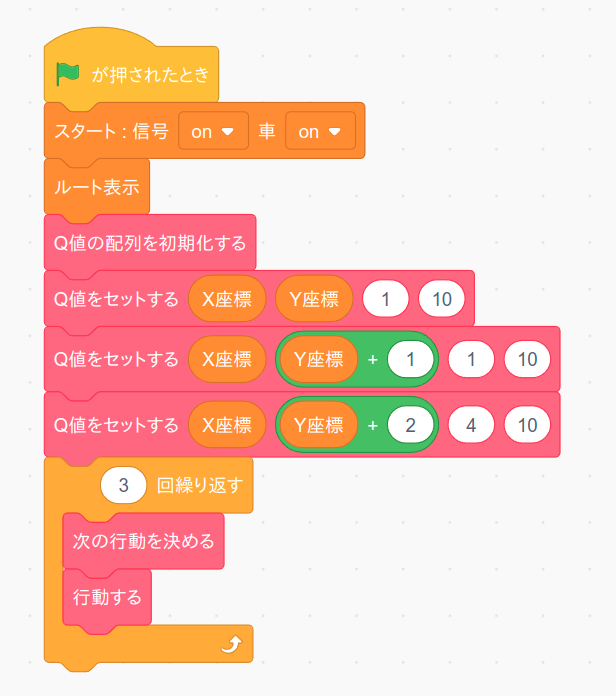 が押されたとき
スタート : 信号 on 車 on
ルート表示
Q値の配列を初期化する
Q値をセットする X座標 Y座標 1 10
Q値をセットする X座標 Y座標 + 1 1 10
Q値をセットする X座標 Y座標 + 2 4 10
3 回繰り返す
次の行動を決める
行動する